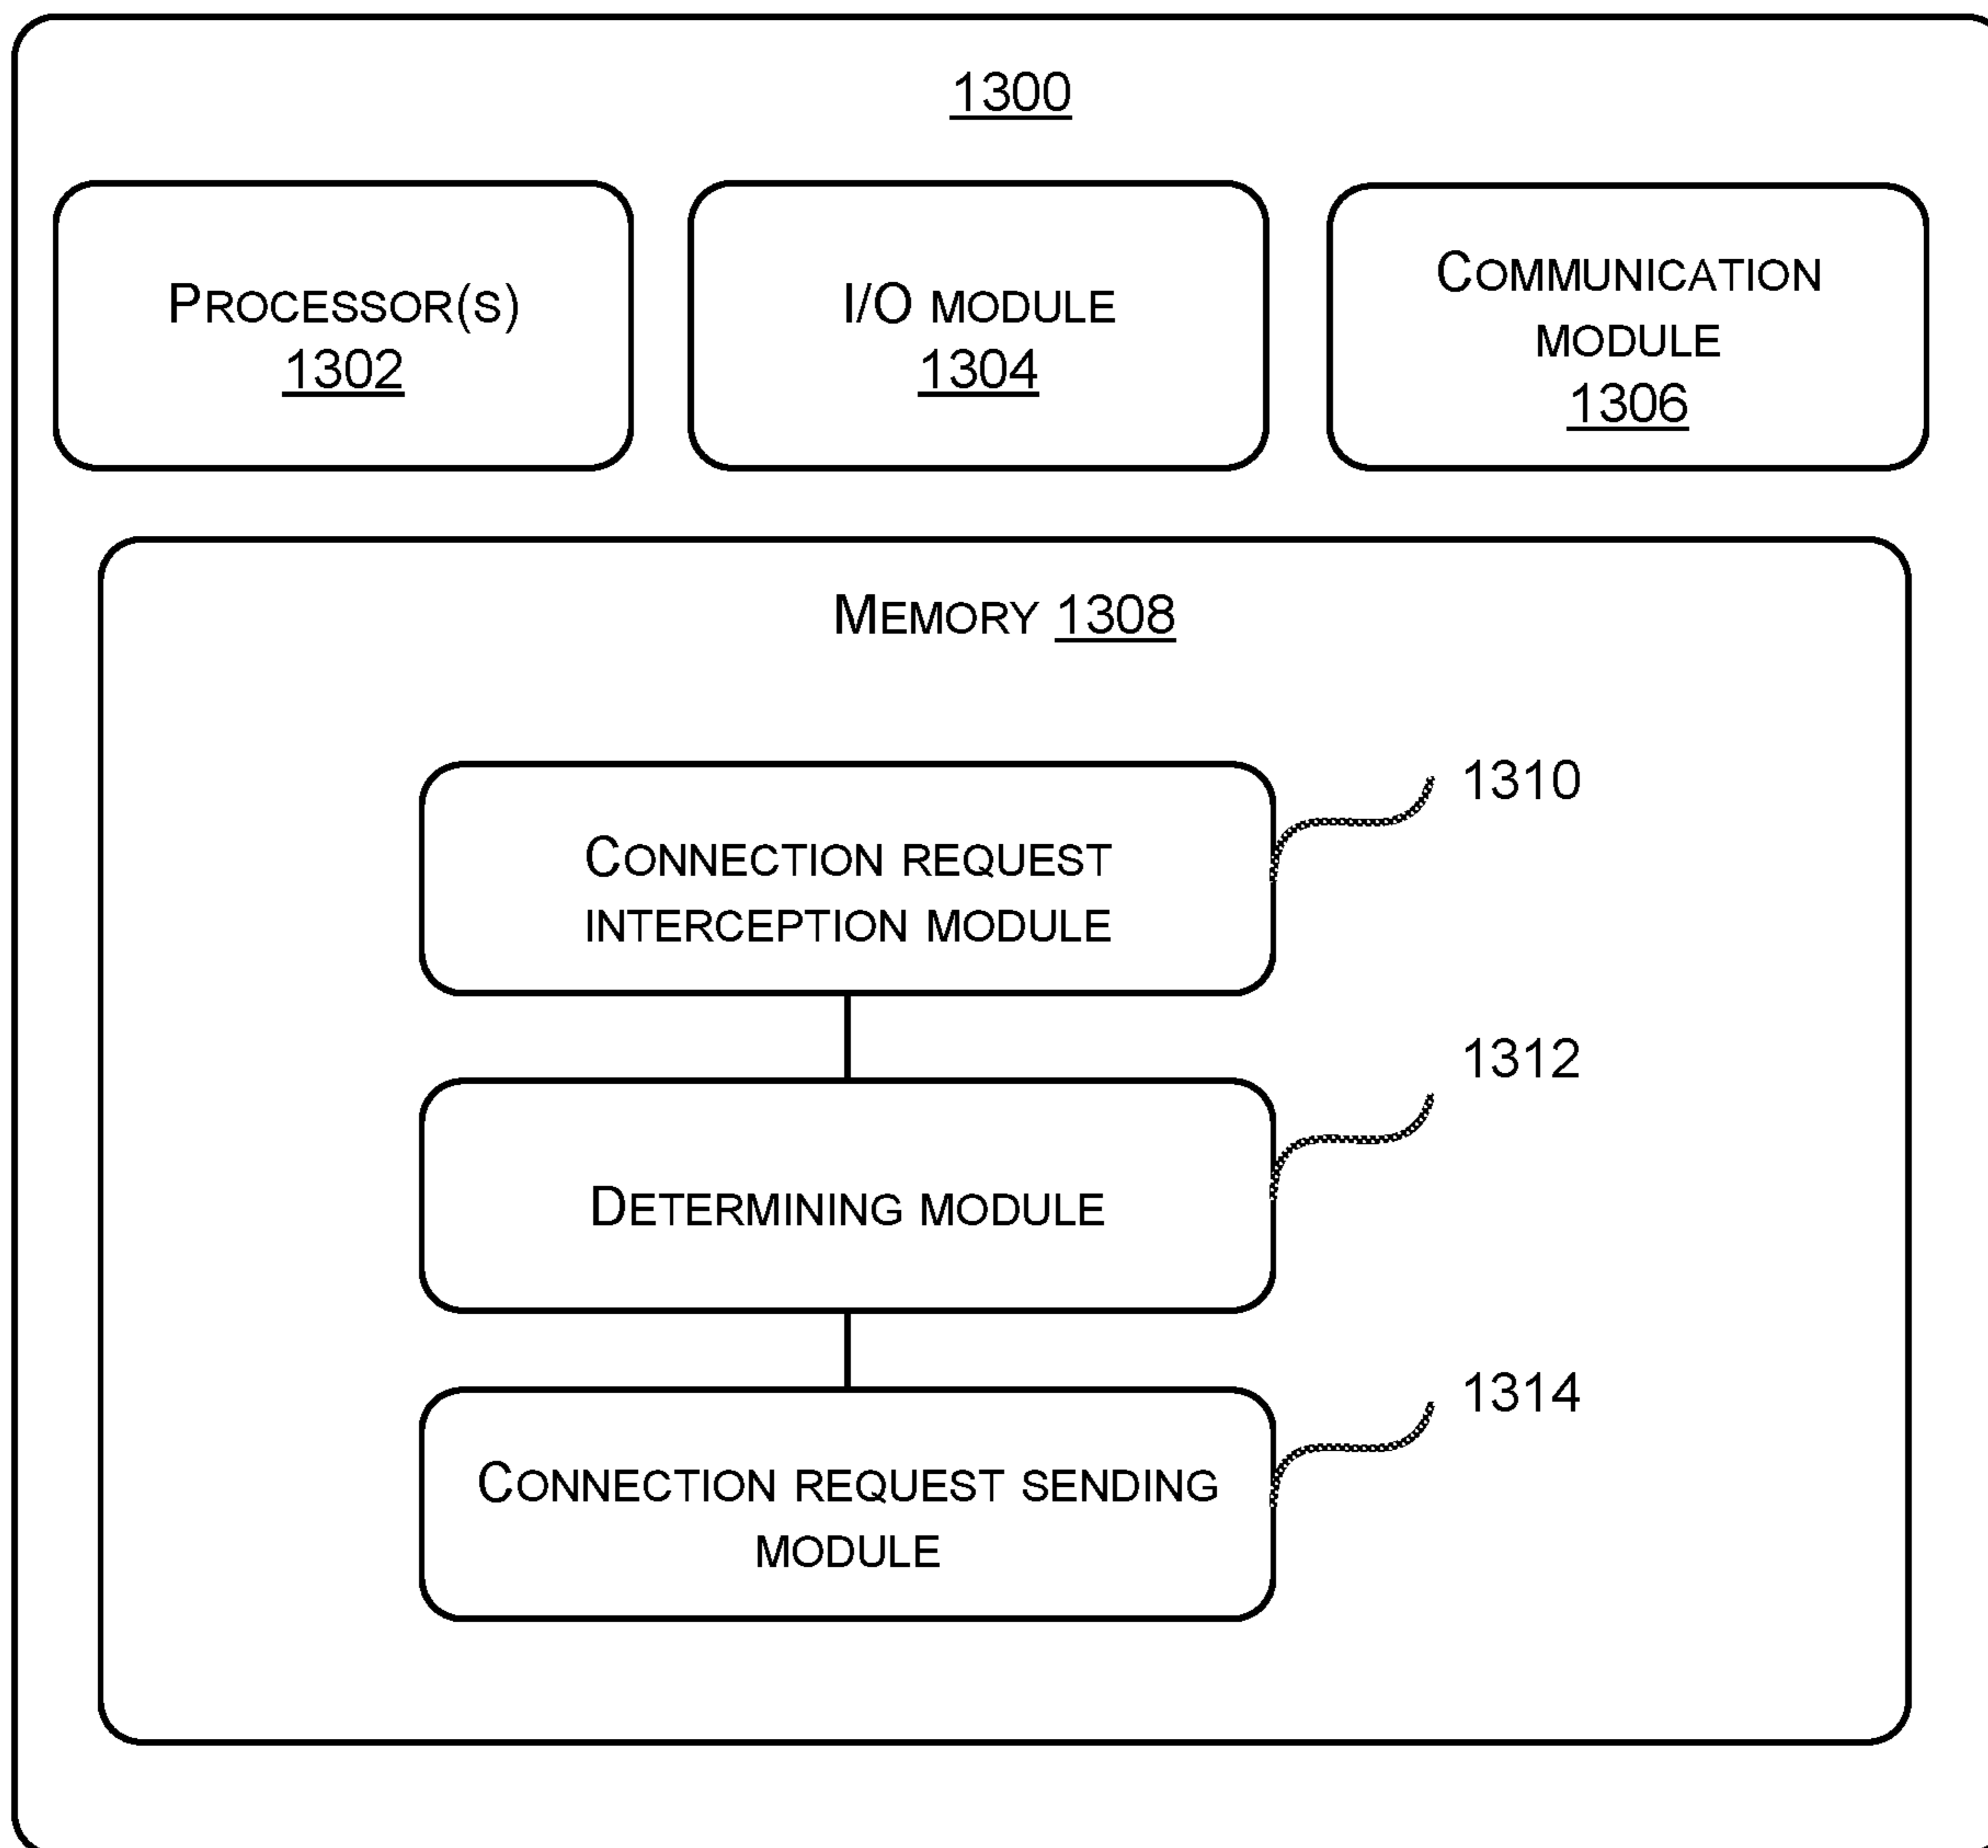 1300
PROCESSOR(S)
1302
I/O MODULE
1304
COMMUNICATION
MODULE
1306
MEMORY 1308
CONNECTION REQUEST
INTERCEPTION MODULE
1310
DETERMINING MODULE
1312
CONNECTION REQUEST SENDING
MODULE
1314